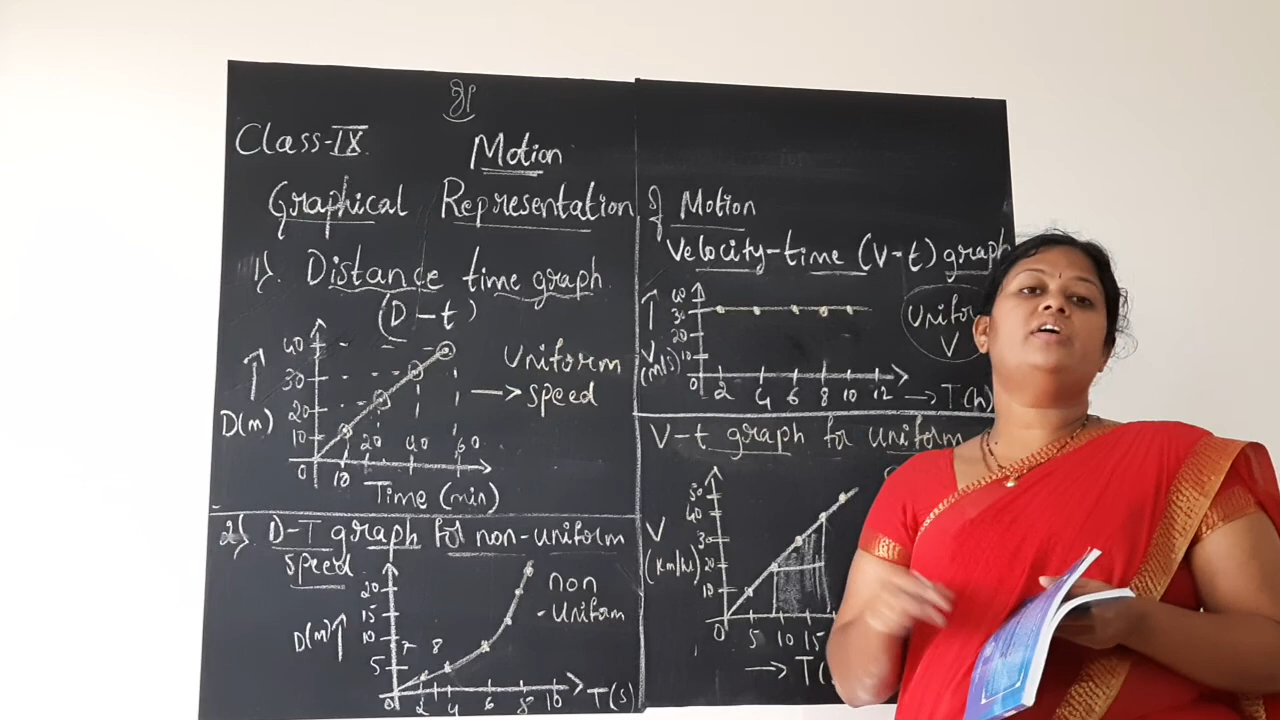 Class-IX
Motion
Graphical Representation of Motion
1). Distance time graph
(D-t)
40
30
20
10
0
D(m)
10 20 40 60
Time (min)
Uniform
speed
2) D-T graph for non-uniform
speed
20
15
10
5
0
D(m)
7 8
2 4 6 8 10
T(s)
non
-Uniform
Velocity-time (V-t) graph
30
20
10
0
V
(m/s)
2 4 6 8 10 12
T(h)
V
V-t graph for uniform
50
40
30
20
10
0
V
(Km/hr)
5 10 15